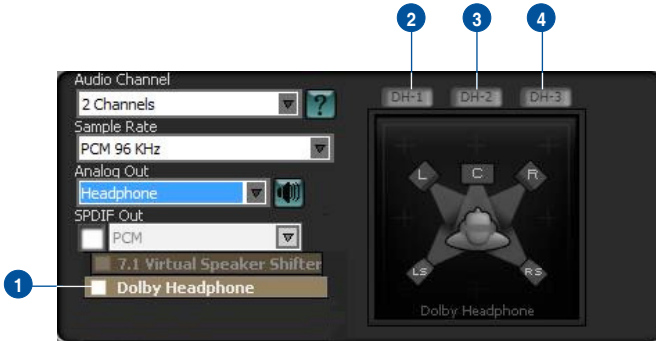 2 3 4
Audio Channel
2 Channels
?
DH-1 DH-2 DH-3
Sample Rate
PCM 96 KHz
Analog Out
Headphone
L C R
SPDIF Out
PCM
7.1 Virtual Speaker Shifter
LS RS
1
Dolby Headphone
Dolby Headphone